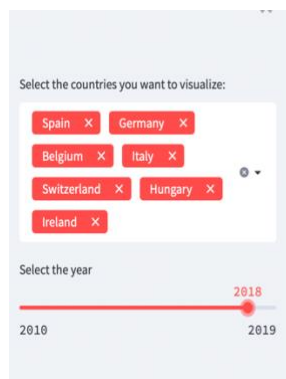 Select the countries you want to visualize:
Spain × Germany ×
Belgium × Italy ×
Switzerland × Hungary ×
Ireland ×
Select the year
2018
2010 2019